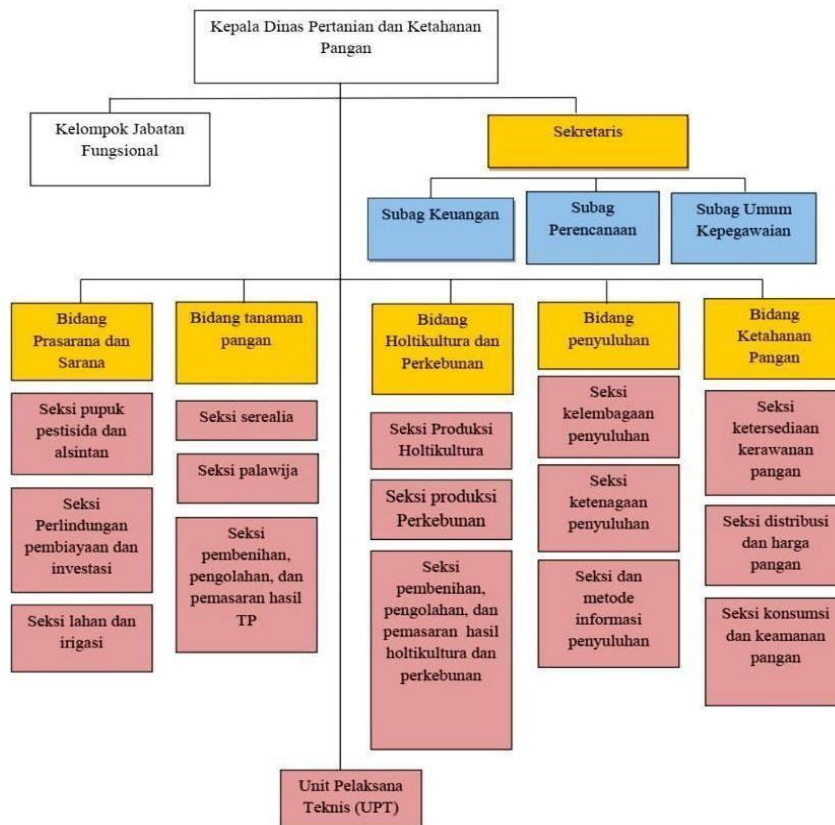 Kepala Dinas Pertanian dan Ketahanan
Pangan
Kelompok Jabatan
Fungsional
Sekretaris
Subag Keuangan
Subag
Perencanaan
Subag Umum
Kepegawaian
Bidang
Prasarana dan
Sarana
Seksi pupuk
pestisida dan
alsintan
Seksi
Perlindungan
pembiayaan dan
investasi
Seksi lahan dan
irigasi
Bidang tanaman
pangan
Seksi serealia
Seksi palawija
Seksi
pembenihan,
pengolahan, dan
pemasaran hasil
TP
Bidang
Holtikultura dan
Perkebunan
Seksi Produksi
Holtikultura
Seksi produksi
Perkebunan
Seksi
pembenihan,
pengolahan, dan
pemasaran hasil
holtikultura dan
perkebunan
Bidang
penyuluhan
Seksi
kelembagaan
penyuluhan
Seksi
ketenagaan
penyuluhan
Seksi dan
metode
informasi
penyuluhan
Bidang
Ketahanan
Pangan
Seksi
ketersediaan
kerawanan
pangan
Seksi distribusi
dan harga
pangan
Seksi konsumsi
dan keamanan
pangan
Unit Pelaksana
Teknis (UPT)